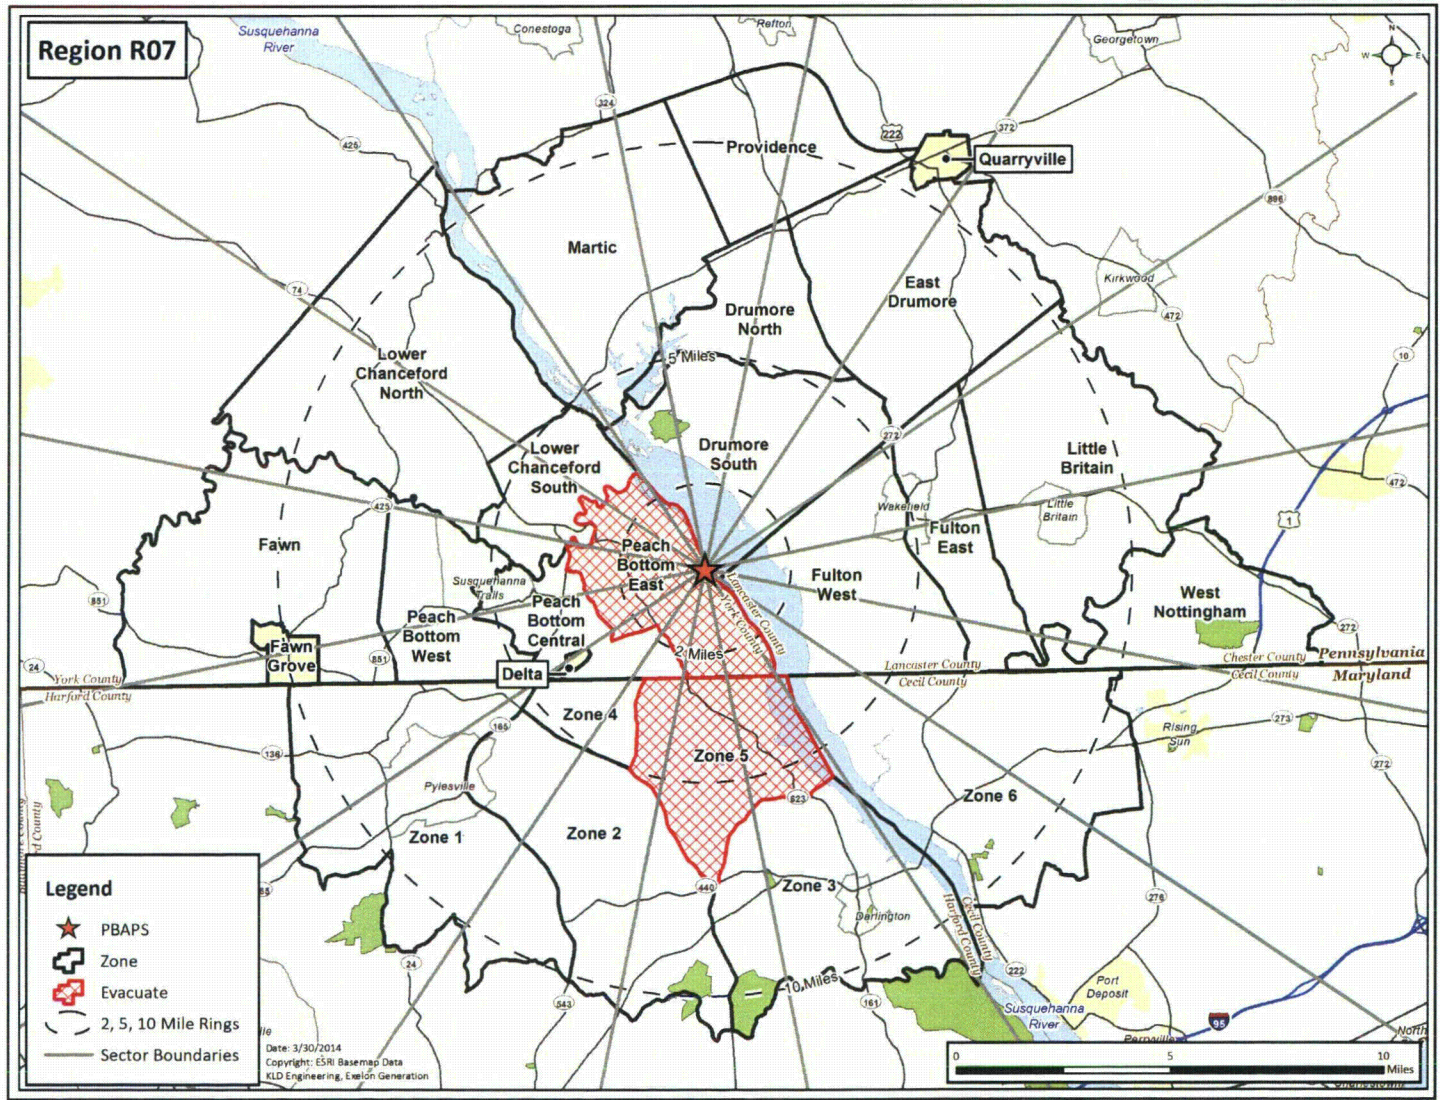 Region R07
Susquehanna
River
Conestoga
Refton
Georgetown
N
W
E
S
324
222
372
425
Providence
Quarryville
896
Martic
Kirkwood
74
East
Drumore
Drumore
North
472
5 Miles
10
Lower
Chanceford
North
272
Drumore
South
Lower
Chanceford
South
Little
Britain
472
425
Wakefield
Little
Britain
1
Fawn
Peach
Bottom
East
Fulton
East
Susquehanna
Trails
Fulton
West
851
Peach
Bottom
Central
Lancaster County
York County
West
Nottingham
Peach
Bottom
West
272
Fawn
Grove
851
2 Miles
24
Delta
York County
Harford County
Lancaster County
Cecil County
Chester County
Cecil County
Pennsylvania
Maryland
Zone 4
165
136
Rising
Sun
273
Zone 5
272
Pylesville
623
Zone 6
Zone 1
Zone 2
440
Zone 3
276
Darlington
Cecil County
Harford County
24
222
10 Miles
543
161
Port
Deposit
Susquehanna
River
95
Perryville
North
Legend
PBAPS
Zone
Evacuate
2, 5, 10 Mile Rings
Sector Boundaries
Date: 3/30/2014
Copyright: ESRI Basemap Data
KLD Engineering, Exelon Generation
0
5
10
Miles